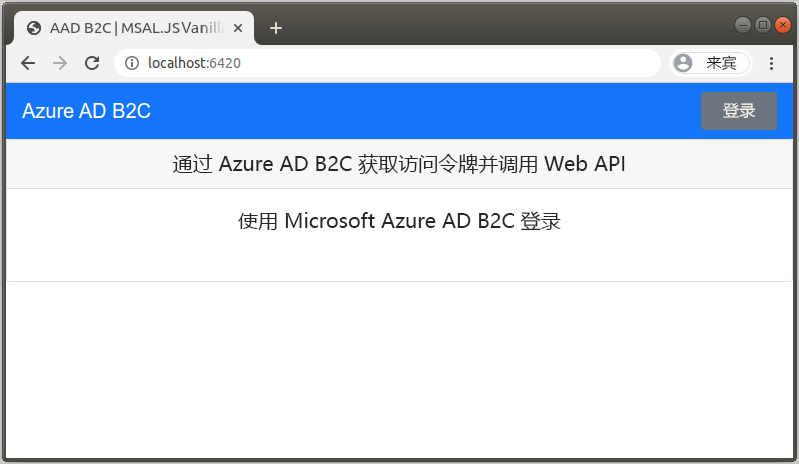 AAD B2C | MSAL.JS Vanill
localhost:6420
来宾
Azure AD B2C
登录
通过 Azure AD B2C 获取访问令牌并调用 Web API
使用 Microsoft Azure AD B2C 登录